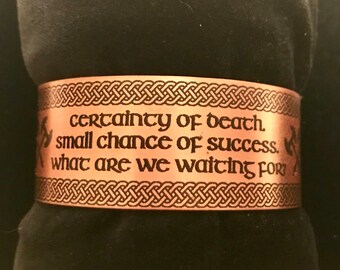 certainty of death.
small chance of success.
what are we waiting for?